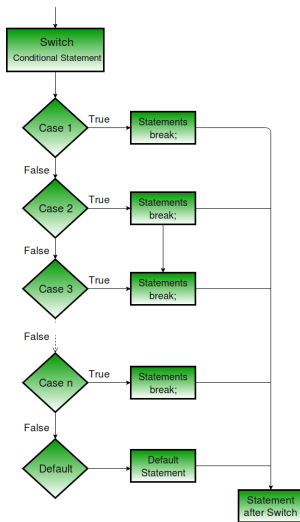 Switch
Conditional Statement
Case 1
True
Statements
break;
False
Case 2
True
Statements
break;
False
Case 3
True
Statements
break;
False
Case n
True
Statements
break;
False
Default
Default
Statement
Statement
after Switch